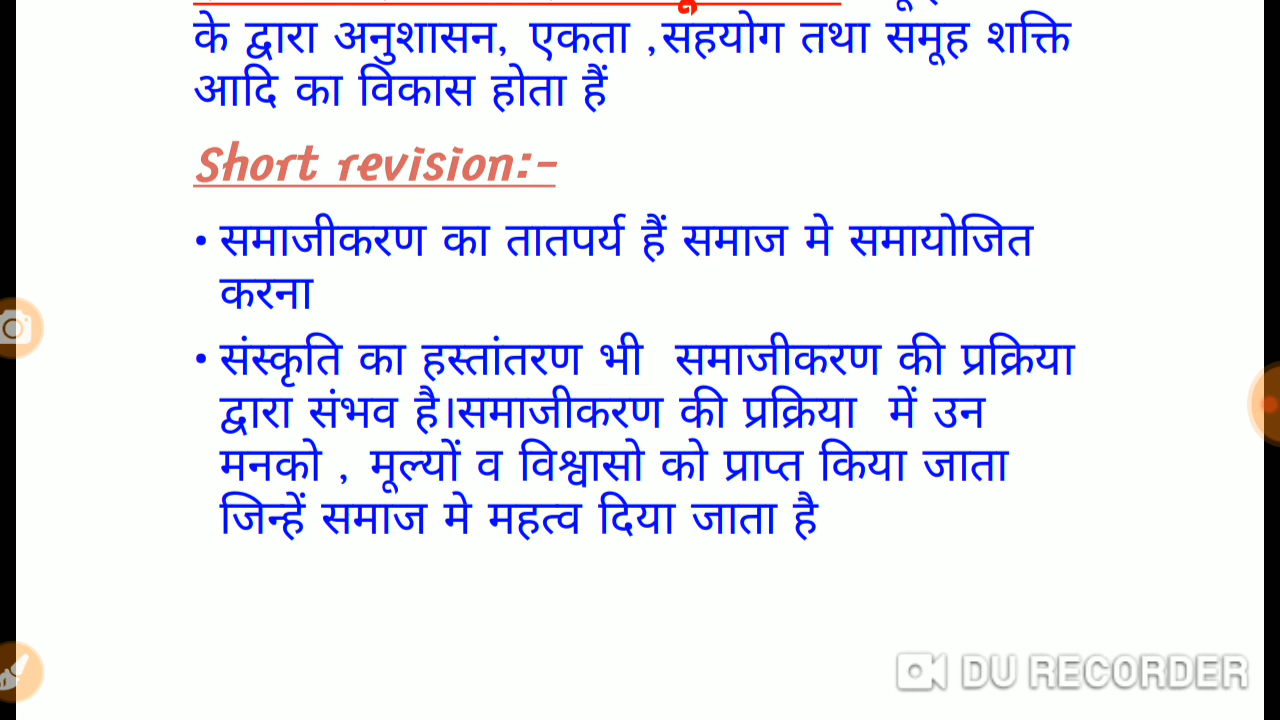 के द्वारा अनुशासन, एकता ,सहयोग तथा समूह शक्ति
आदि का विकास होता हैं
Short revision:-
• समाजीकरण का तातपर्य हैं समाज मे समायोजित
करना
• संस्कृति का हस्तांतरण भी समाजीकरण की प्रक्रिया
द्वारा संभव है।समाजीकरण की प्रक्रिया में उन
मनको , मूल्यों व विश्वासो को प्राप्त किया जाता
जिन्हें समाज मे महत्व दिया जाता है
DU RECORDER